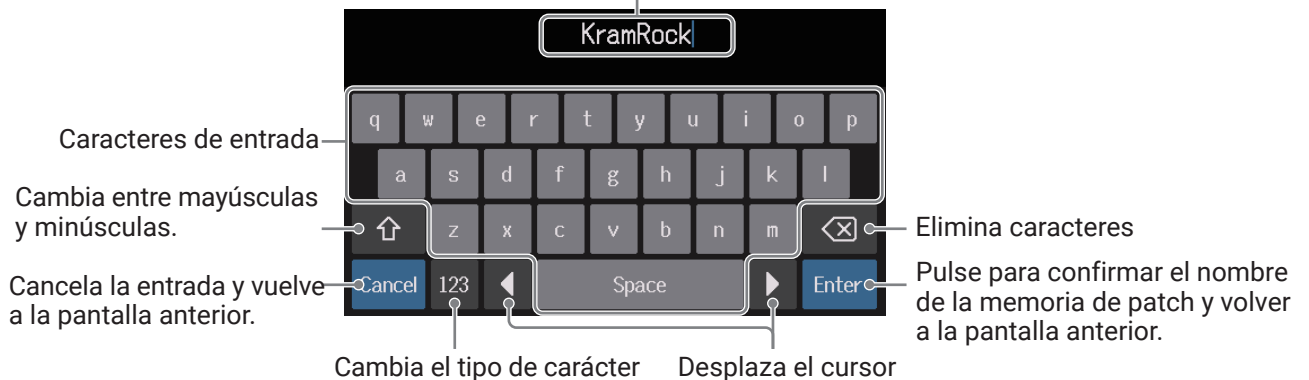 KramRock
q w e r t y u i o p
Caracteres de entrada
a s d f g h j k l
Cambia entre mayúsculas
y minúsculas.
z x c v b n m
Elimina caracteres
Cancela la entrada y vuelve
a la pantalla anterior.
Cancel 123 Space Enter
Pulse para confirmar el nombre
de la memoria de patch y volver
a la pantalla anterior.
Cambia el tipo de carácter
Desplaza el cursor